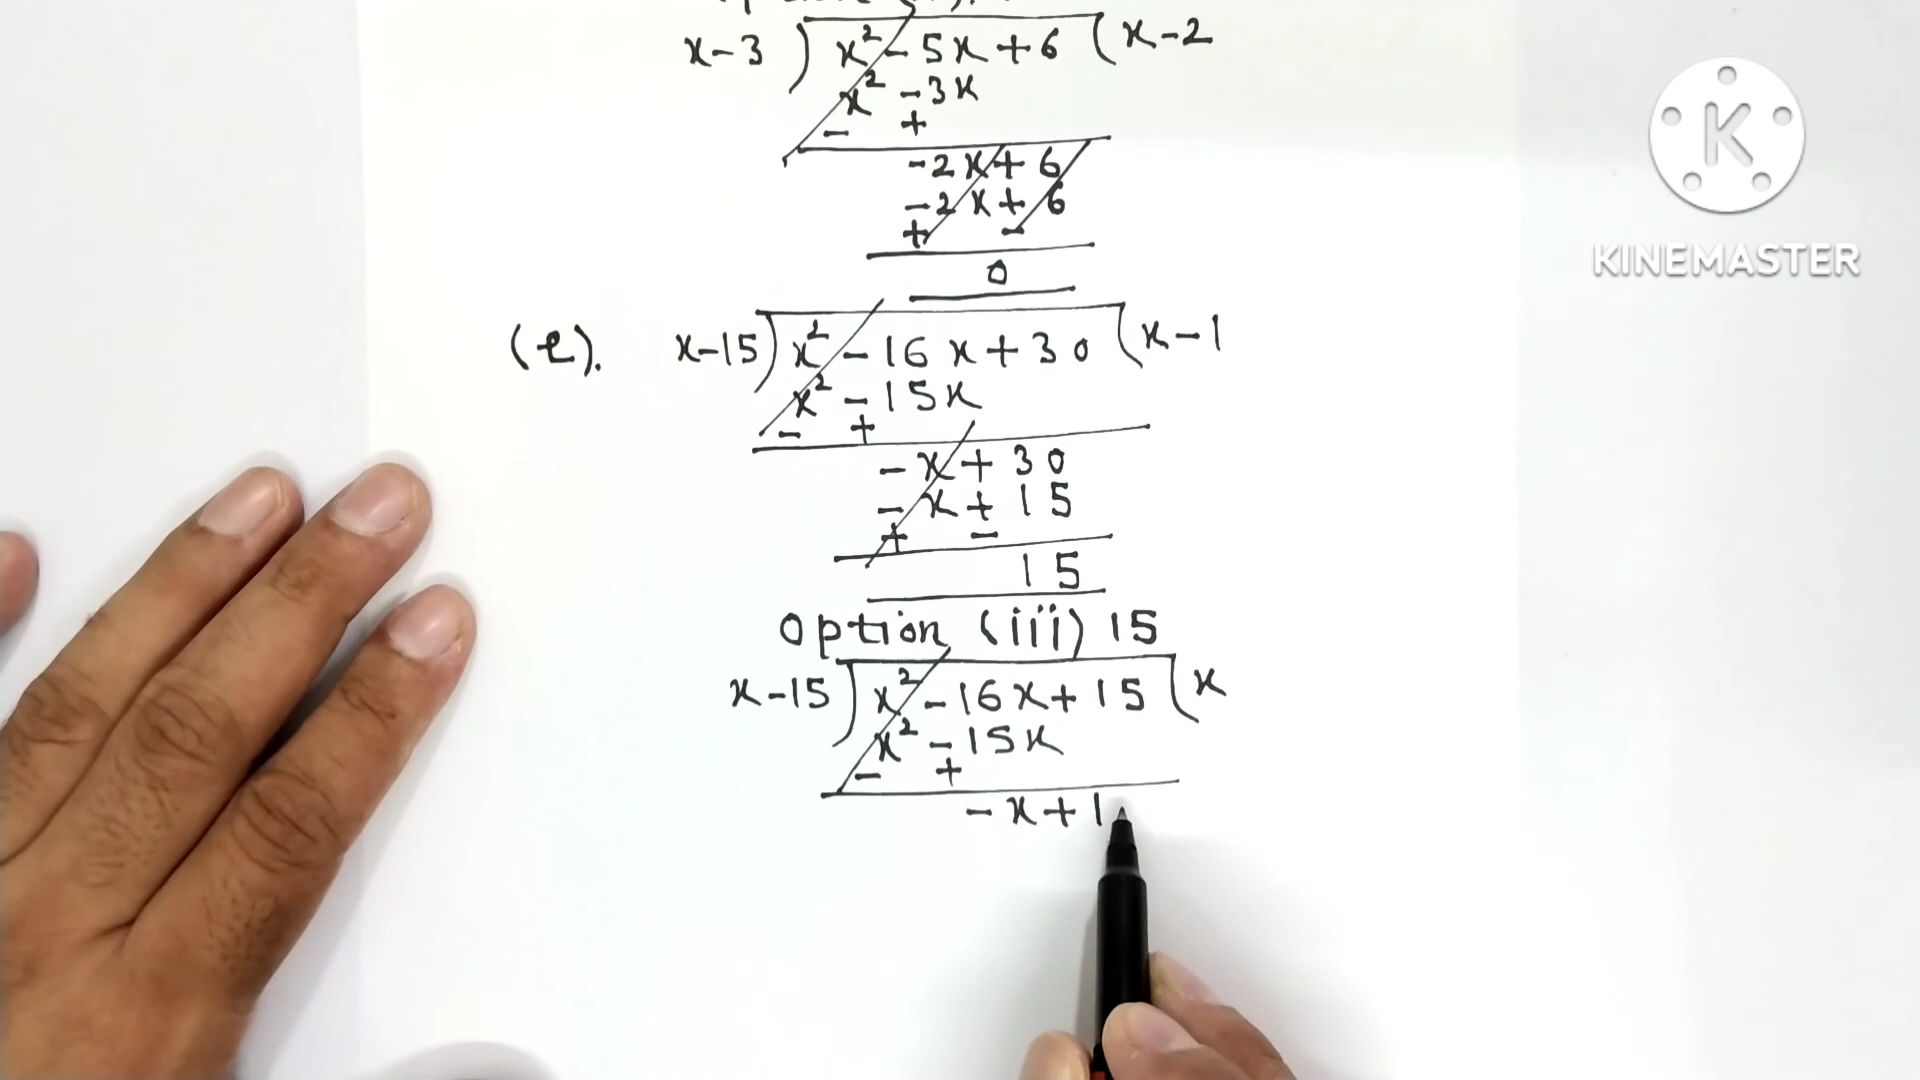 x-3 ) x² - 5x + 6 ( x-2
x² - 3x
- +
-2x + 6
-2x + 6
+ -
0
(e). x-15 ) x² - 16x + 30 ( x-1
x² - 15x
- +
-x + 30
-x + 15
+ -
15
option (iii) 15
x-15 ) x² - 16x + 15 ( x
x² - 15x
- +
-x + 1
K
KINEMASTER